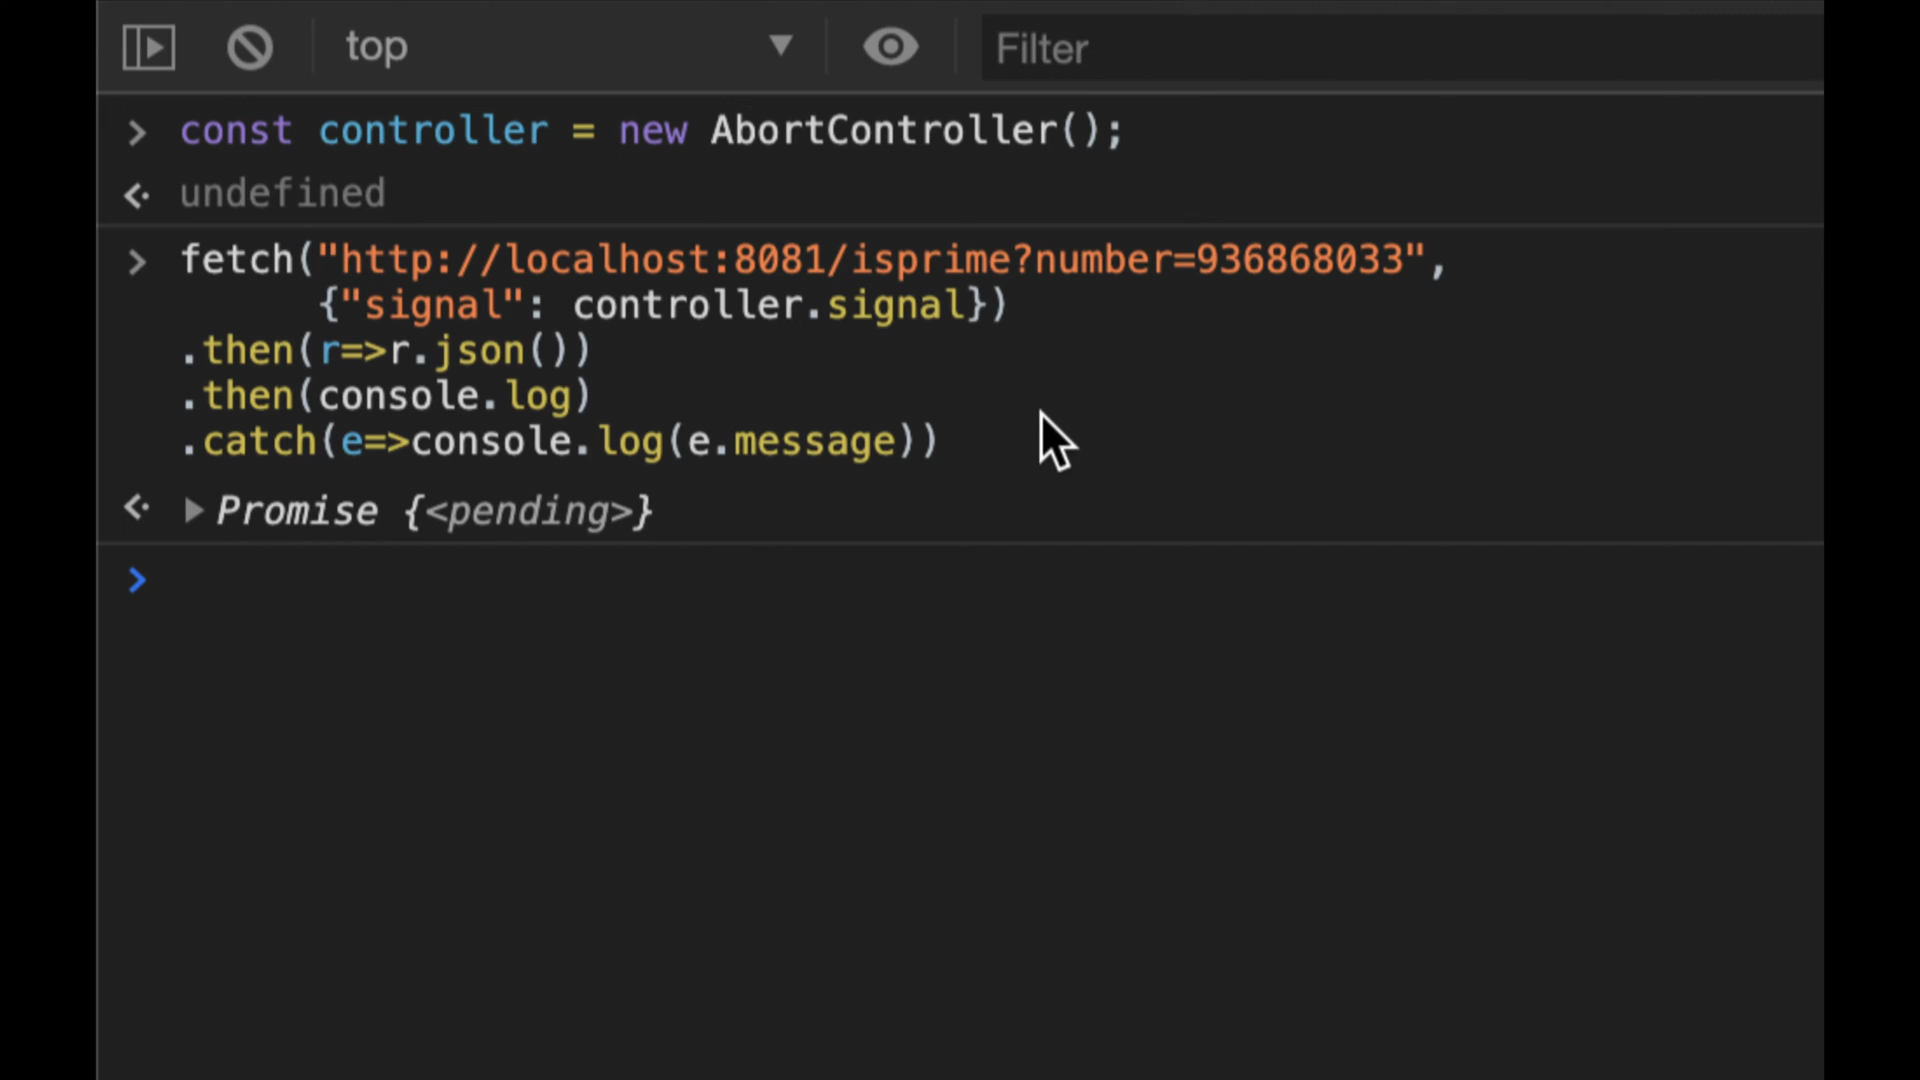 top Filter
const controller = new AbortController();
undefined
fetch("http://localhost:8081/isprime?number=936868033",
{"signal": controller.signal})
.then(r=>r.json())
.then(console.log)
.catch(e=>console.log(e.message))
Promise {<pending>}